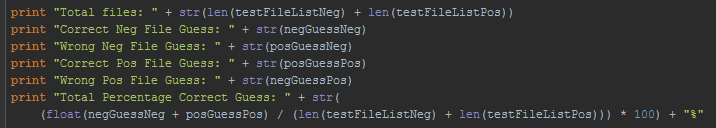 print "Total files: " + str(len(testFileListNeg) + len(testFileListPos))
print "Correct Neg File Guess: " + str(negGuessNeg)
print "Wrong Neg File Guess: " + str(posGuessNeg)
print "Correct Pos File Guess: " + str(posGuessPos)
print "Wrong Pos File Guess: " + str(negGuessPos)
print "Total Percentage Correct Guess: " + str(
    (float(negGuessNeg + posGuessPos) / (len(testFileListNeg) + len(testFileListPos))) * 100) + "%"